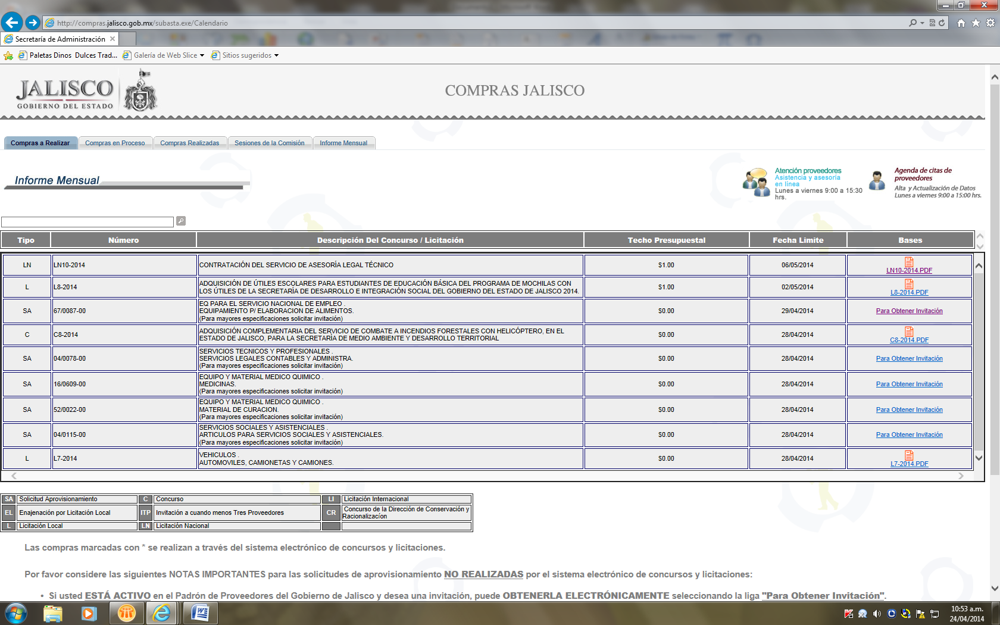 http://compras.jalisco.gob.mx/subasta.exe/Calendario
Secretaría de Administración
Paletas Dinos Dulces Trad...
Galería de Web Slice
Sitios sugeridos
JALISCO
GOBIERNO DEL ESTADO
COMPRAS JALISCO
Compras a Realizar
Compras en Proceso
Compras Realizadas
Sesiones de la Comisión
Informe Mensual
Informe Mensual
Atención proveedores
Asistencia y asesoría
en línea
Lunes a viernes 9:00 a 15:30
hrs.
Agenda de citas de
proveedores
Alta y Actualización de Datos
Lunes a viernes 9:00 a 15:00 hrs.
Tipo Número Descripción Del Concurso / Licitación Techo Presupuestal Fecha Limite Bases
LN LN10-2014 CONTRATACIÓN DEL SERVICIO DE ASESORÍA LEGAL TÉCNICO $1.00 06/05/2014 LN10-2014.PDF
L L8-2014 ADQUISICIÓN DE ÚTILES ESCOLARES PARA ESTUDIANTES DE EDUCACIÓN BÁSICA DEL PROGRAMA DE MOCHILAS CON
LOS ÚTILES DE LA SECRETARÍA DE DESARROLLO E INTEGRACIÓN SOCIAL DEL GOBIERNO DEL ESTADO DE JALISCO 2014. $1.00 02/05/2014 L8-2014.PDF
SA 67/0087-00 EQ PARA EL SERVICIO NACIONAL DE EMPLEO .
EQUIPAMIENTO P/ ELABORACION DE ALIMENTOS.
(Para mayores especificaciones solicitar invitación) $0.00 29/04/2014 Para Obtener Invitación
C C8-2014 ADQUISICIÓN COMPLEMENTARIA DEL SERVICIO DE COMBATE A INCENDIOS FORESTALES CON HELICÓPTERO, EN EL
ESTADO DE JALISCO, PARA LA SECRETARÍA DE MEDIO AMBIENTE Y DESARROLLO TERRITORIAL $0.00 28/04/2014 C8-2014.PDF
SA 04/0078-00 SERVICIOS TECNICOS Y PROFESIONALES .
SERVICIOS LEGALES CONTABLES Y ADMINISTRA.
(Para mayores especificaciones solicitar invitación) $0.00 28/04/2014 Para Obtener Invitación
SA 16/0609-00 EQUIPO Y MATERIAL MEDICO QUIMICO .
MEDICINAS.
(Para mayores especificaciones solicitar invitación) $0.00 28/04/2014 Para Obtener Invitación
SA 52/0022-00 EQUIPO Y MATERIAL MEDICO QUIMICO .
MATERIAL DE CURACION.
(Para mayores especificaciones solicitar invitación) $0.00 28/04/2014 Para Obtener Invitación
SA 04/0115-00 SERVICIOS SOCIALES Y ASISTENCIALES .
ARTICULOS PARA SERVICIOS SOCIALES Y ASISTENCIALES.
(Para mayores especificaciones solicitar invitación) $0.00 28/04/2014 Para Obtener Invitación
L L7-2014 VEHICULOS .
AUTOMOVILES, CAMIONETAS Y CAMIONES. $0.00 28/04/2014 L7-2014.PDF
SA Solicitud Aprovisionamiento C Concurso LI Licitación Internacional
EL Enajenación por Licitación Local ITP Invitación a cuando menos Tres Proveedores CR Concurso de la Dirección de Conservación y
Racionalizacíon
L Licitación Local LN Licitación Nacional
Las compras marcadas con * se realizan a través del sistema electrónico de concursos y licitaciones.
Por favor considere las siguientes NOTAS IMPORTANTES para las solicitudes de aprovisionamiento NO REALIZADAS por el sistema electrónico de concursos y licitaciones:
• Si usted ESTÁ ACTIVO en el Padrón de Proveedores del Gobierno de Jalisco y desea una invitación, puede OBTENERLA ELECTRÓNICAMENTE seleccionando la liga "Para Obtener Invitación".
10:53 a.m.
24/04/2014